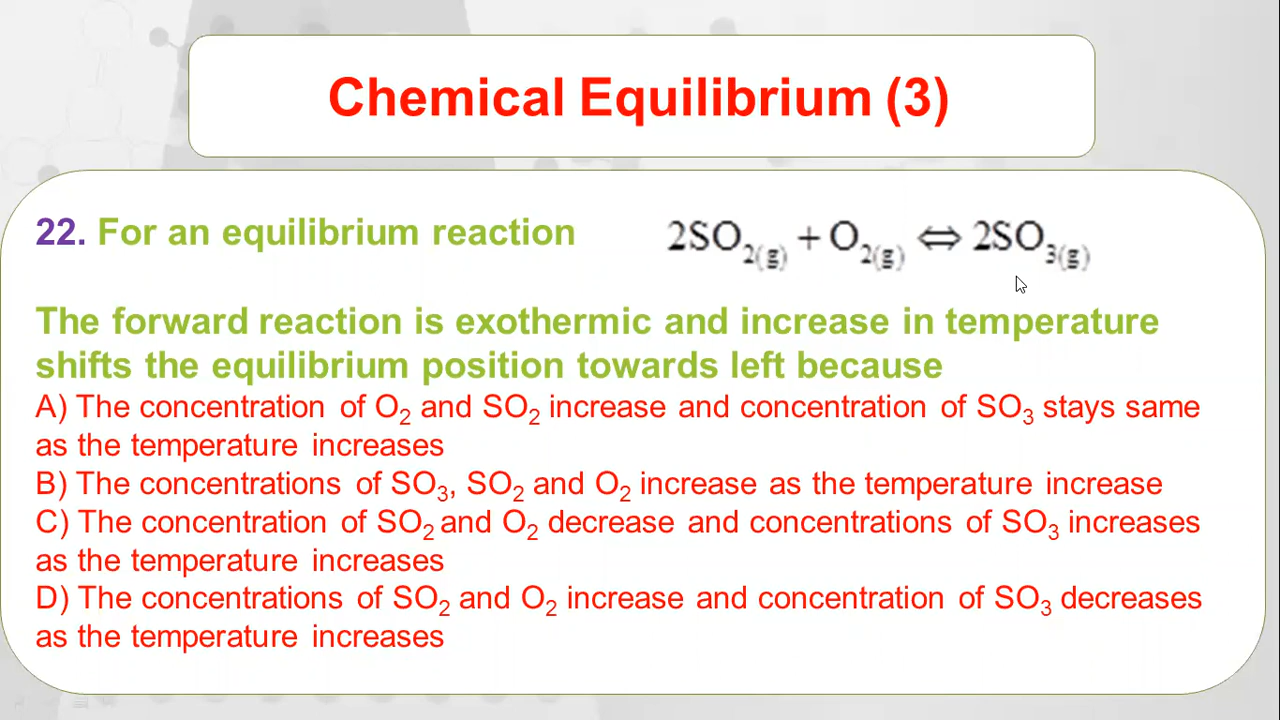 Chemical Equilibrium (3)
22. For an equilibrium reaction 2SO₂(g) + O₂(g) ⇔ 2SO₃(g)
The forward reaction is exothermic and increase in temperature
shifts the equilibrium position towards left because
A) The concentration of O₂ and SO₂ increase and concentration of SO₃ stays same
as the temperature increases
B) The concentrations of SO₃, SO₂ and O₂ increase as the temperature increase
C) The concentration of SO₂ and O₂ decrease and concentrations of SO₃ increases
as the temperature increases
D) The concentrations of SO₂ and O₂ increase and concentration of SO₃ decreases
as the temperature increases